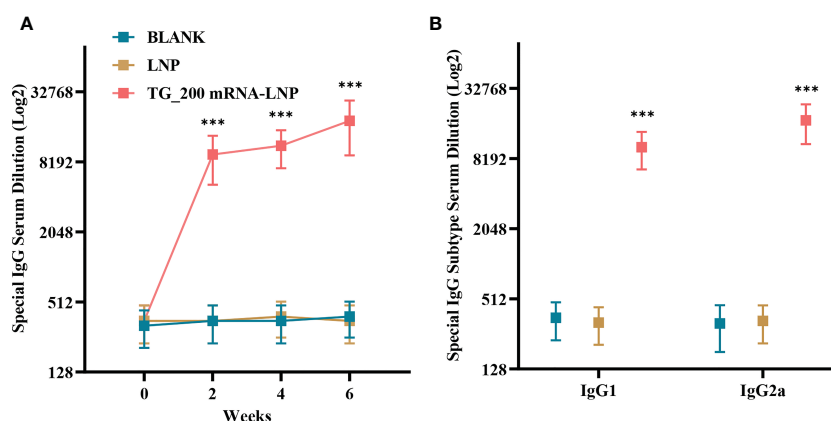 A
BLANK
LNP
TG_200 mRNA-LNP
Special IgG Serum Dilution (Log2)
32768
8192
2048
512
128
***
***
***
0
2
4
6
Weeks
B
Special IgG Subtype Serum Dilution (Log2)
32768
8192
2048
512
128
***
***
IgG1
IgG2a